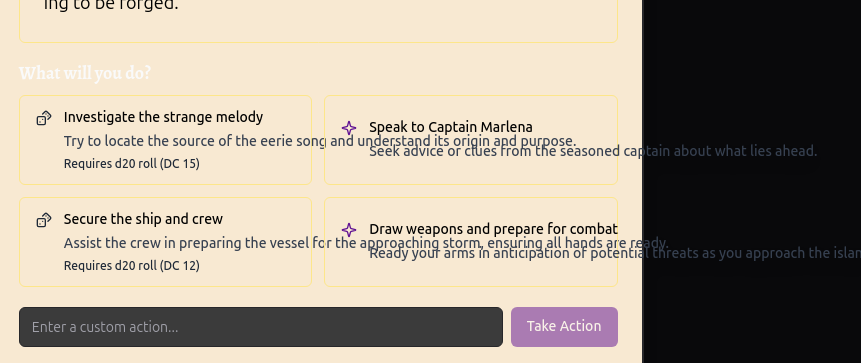 ing to be forged.
What will you do?
Investigate the strange melody
Try to locate the source of the eerie song and understand its origin and purpose.
Requires d20 roll (DC 15)
Speak to Captain Marlena
Seek advice or clues from the seasoned captain about what lies ahead.
Secure the ship and crew
Assist the crew in preparing the vessel for the approaching storm, ensuring all hands are ready.
Requires d20 roll (DC 12)
Draw weapons and prepare for combat
Ready your arms in anticipation of potential threats as you approach the islan
Enter a custom action...
Take Action